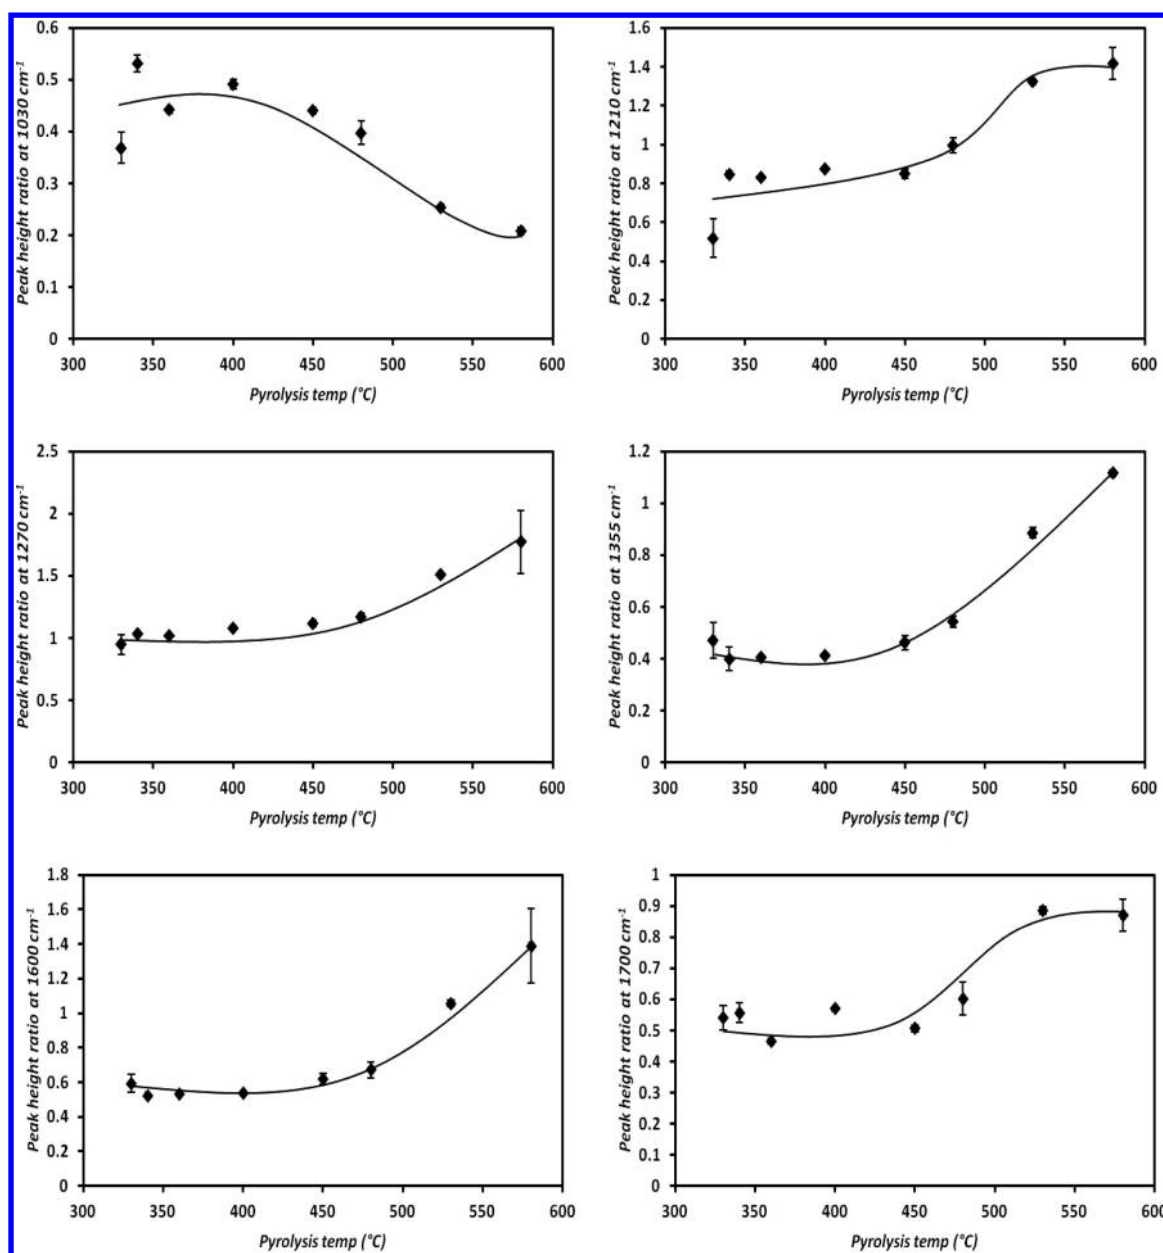 Peak height ratio at 1030 cm⁻¹
0.6
0.5
0.4
0.3
0.2
0.1
0
300 350 400 450 500 550 600
Pyrolysis temp (°C)
Peak height ratio at 1210 cm⁻¹
1.6
1.4
1.2
1
0.8
0.6
0.4
0.2
0
300 350 400 450 500 550 600
Pyrolysis temp (°C)
Peak height ratio at 1270 cm⁻¹
2.5
2
1.5
1
0.5
0
300 350 400 450 500 550 600
Pyrolysis temp (°C)
Peak height ratio at 1355 cm⁻¹
1.2
1
0.8
0.6
0.4
0.2
0
300 350 400 450 500 550 600
Pyrolysis temp (°C)
Peak height ratio at 1600 cm⁻¹
1.8
1.6
1.4
1.2
1
0.8
0.6
0.4
0.2
0
300 350 400 450 500 550 600
Pyrolysis temp (°C)
Peak height ratio at 1700 cm⁻¹
1
0.9
0.8
0.7
0.6
0.5
0.4
0.3
0.2
0.1
0
300 350 400 450 500 550 600
Pyrolysis temp (°C)